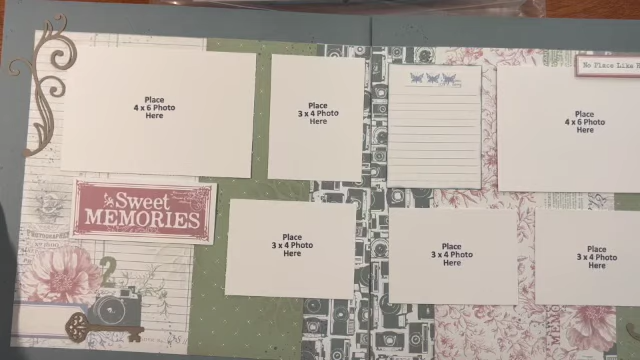 Place
4 x 6 Photo
Here
Place
3 x 4 Photo
Here
No Place Like
Place
4 x 6 Photo
Here
Sweet
MEMORIES
Place
3 x 4 Photo
Here
Place
3 x 4 Photo
Here
Place
3 x 4 Photo
Here
2